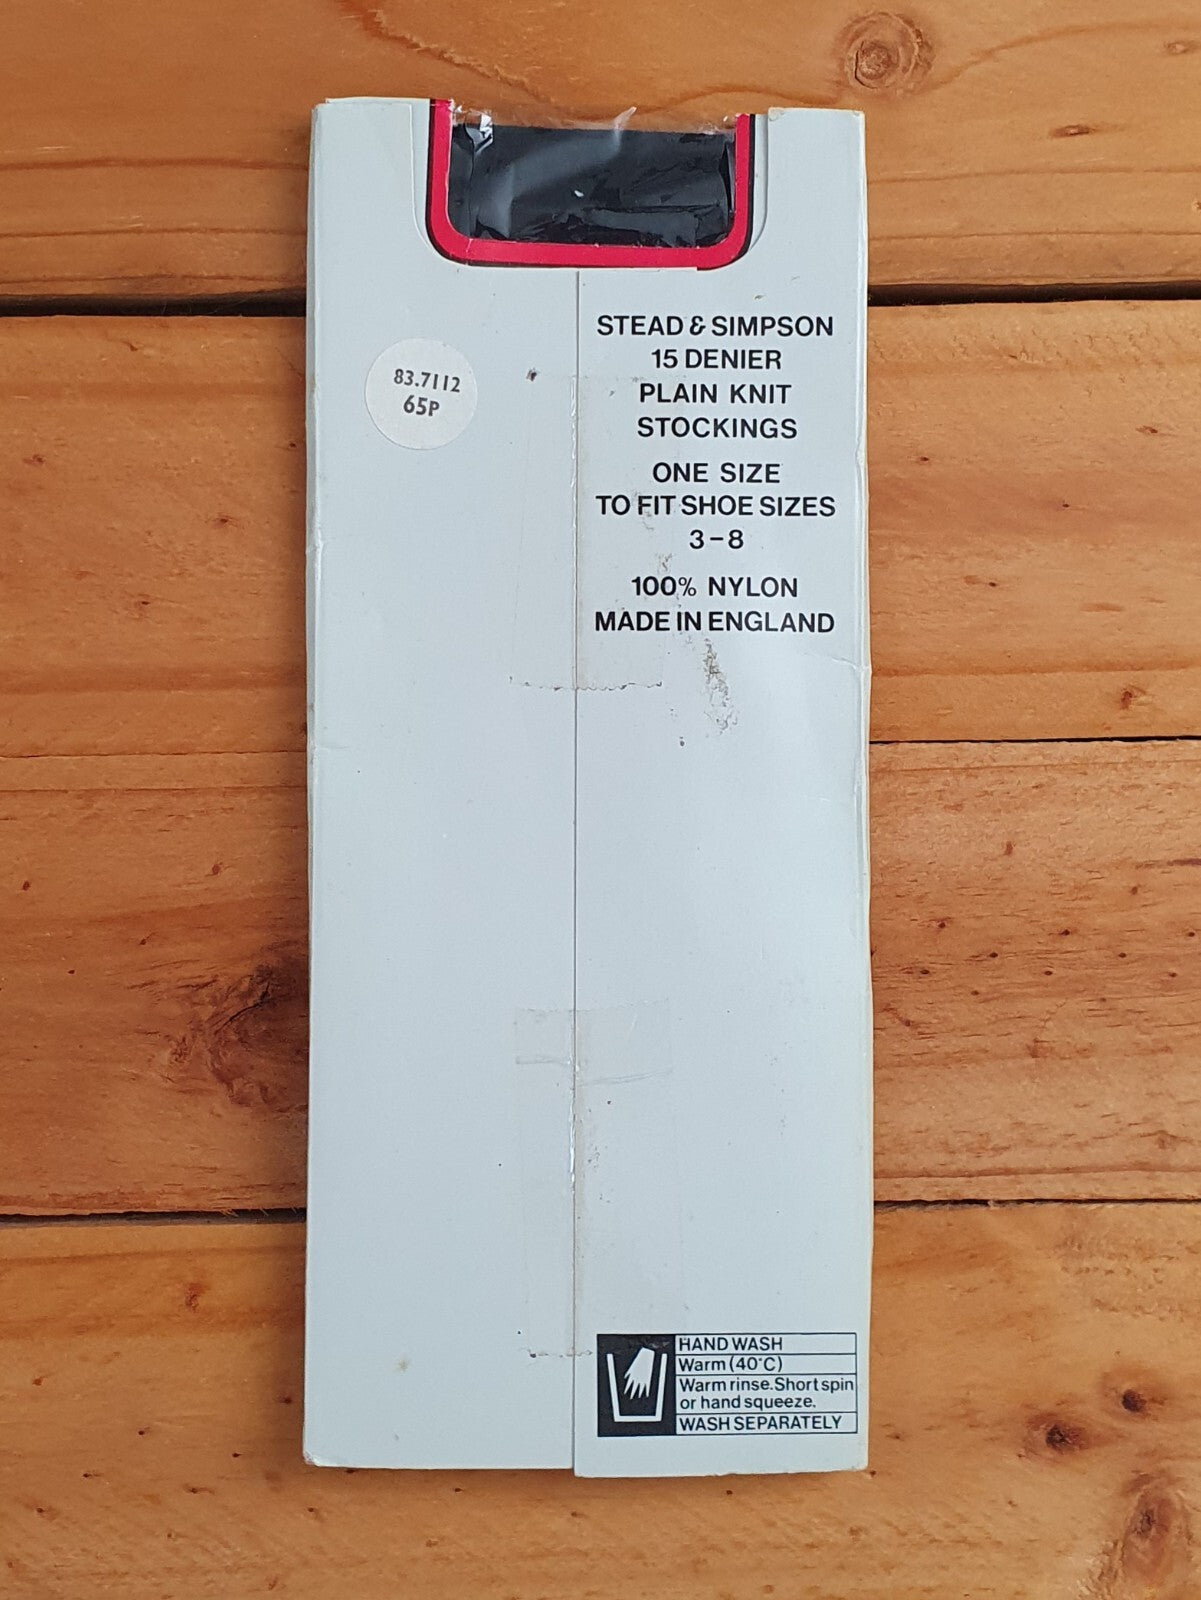 83.7112
65P
STEAD & SIMPSON
15 DENIER
PLAIN KNIT
STOCKINGS
ONE SIZE
TO FIT SHOE SIZES
3-8
100% NYLON
MADE IN ENGLAND
HAND WASH
Warm (40°C)
Warm rinse. Short spin
or hand squeeze.
WASH SEPARATELY